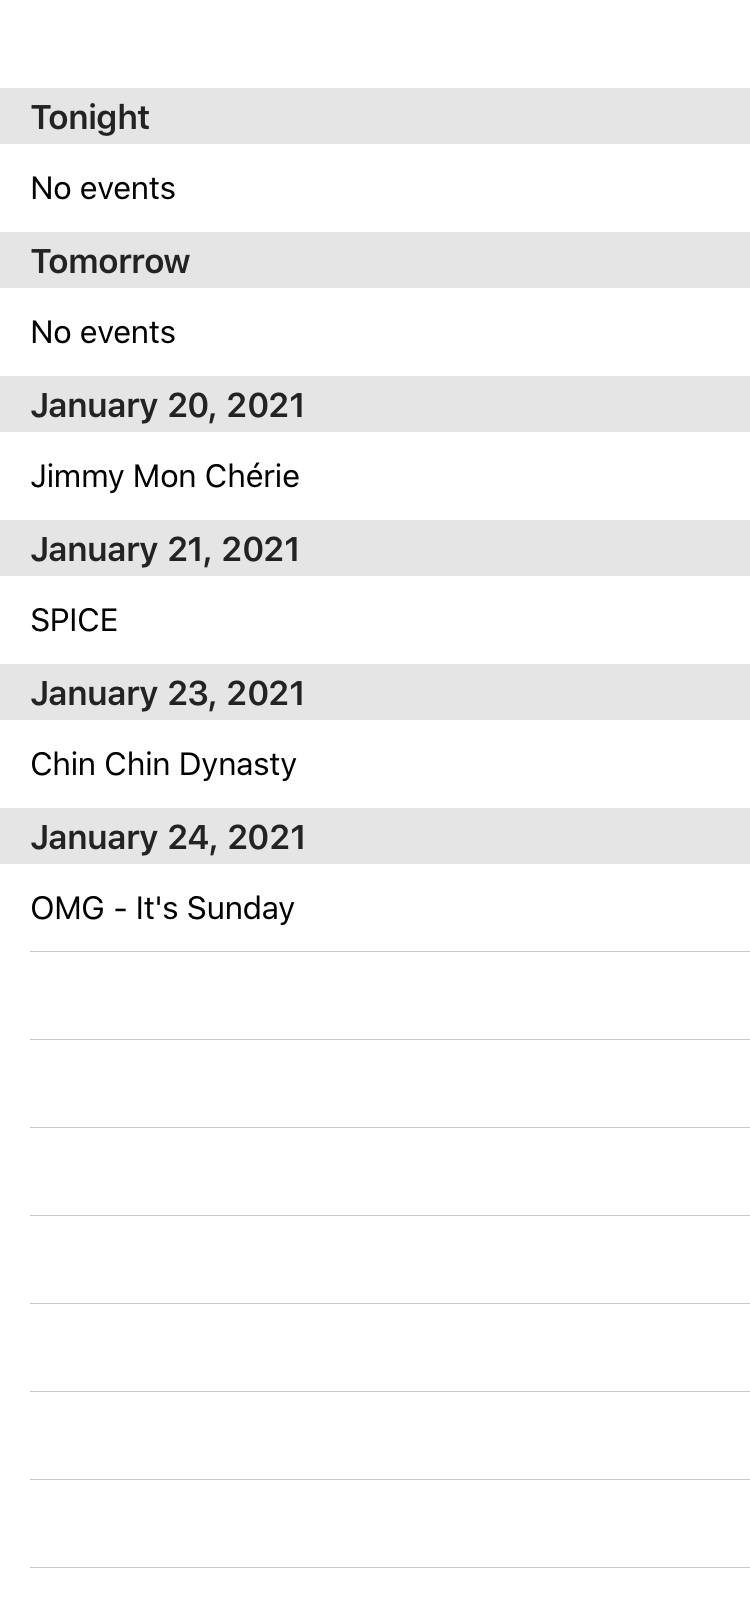 Tonight
No events
Tomorrow
No events
January 20, 2021
Jimmy Mon Chérie
January 21, 2021
SPICE
January 23, 2021
Chin Chin Dynasty
January 24, 2021
OMG - It's Sunday